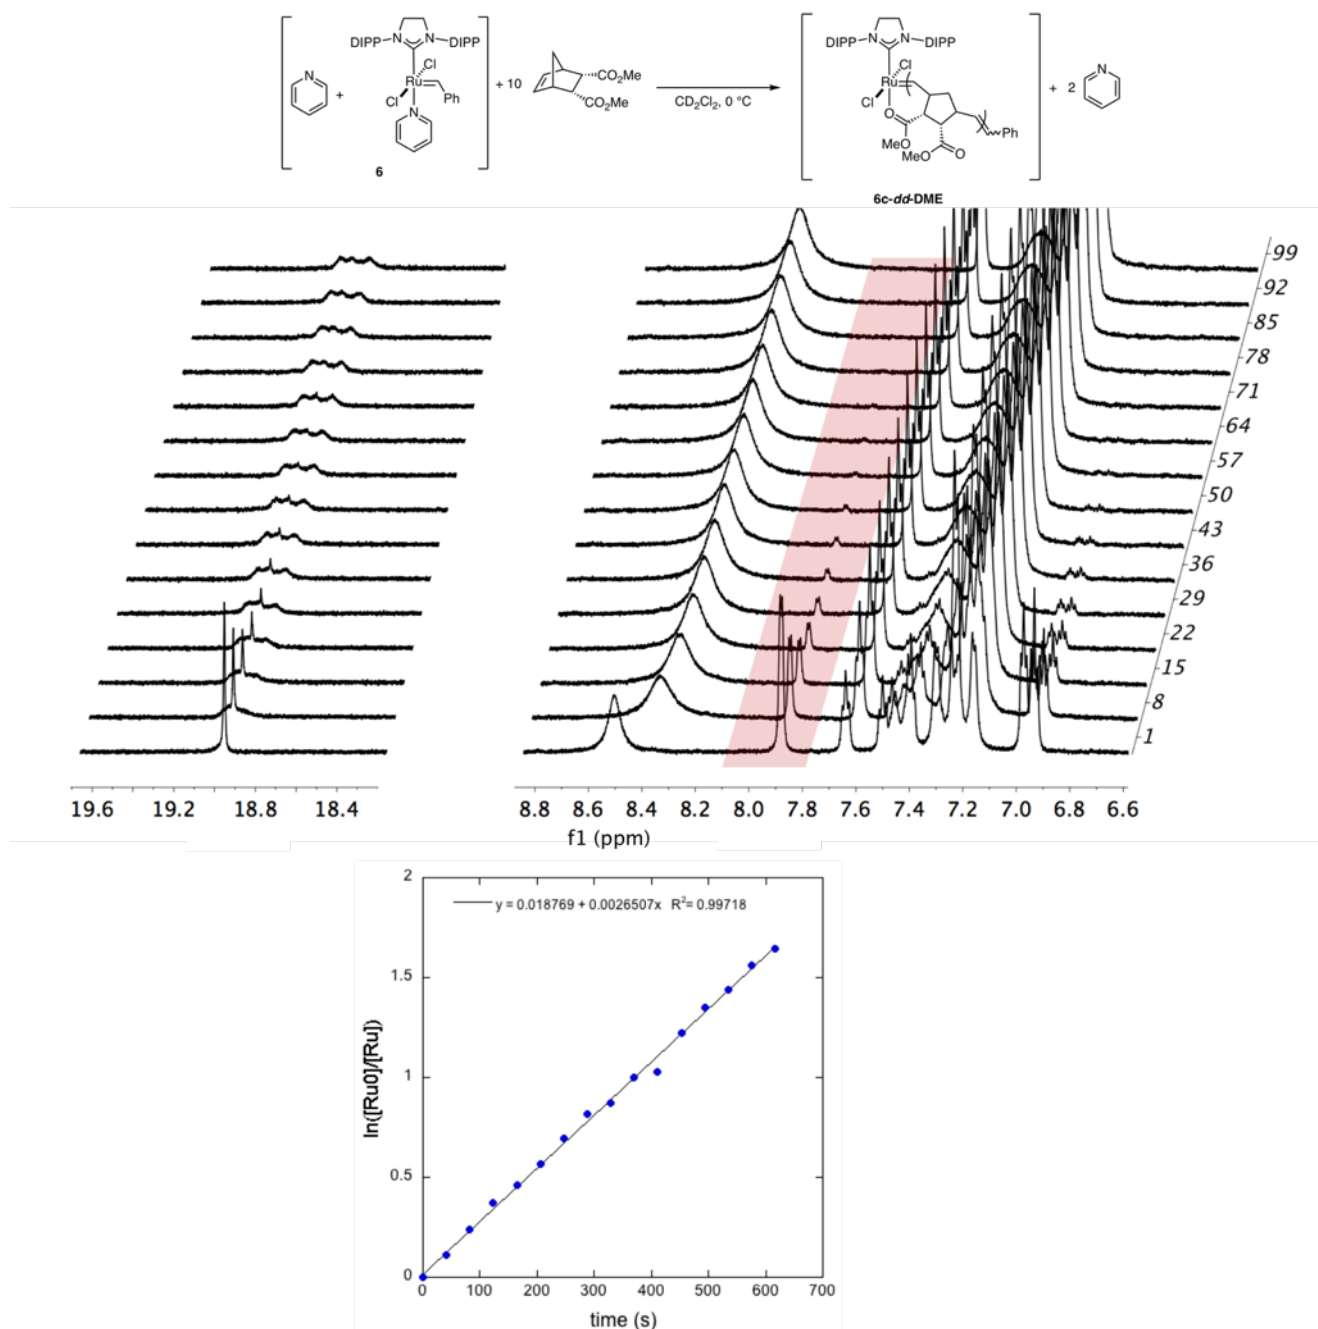 DIPP N N DIPP
Cl
Ru
Cl
Ph
N
N
6
+
+ 10
CO2Me
CO2Me
CD2Cl2, 0 °C
DIPP N N DIPP
Cl
Ru
Cl
O
MeO
MeO
O
Ph
+ 2
N
6c-dd-DME
99
92
85
78
71
64
57
50
43
36
29
22
15
8
1
19.6 19.2 18.8 18.4 8.8 8.6 8.4 8.2 8.0 7.8 7.6 7.4 7.2 7.0 6.8 6.6
f1 (ppm)
y = 0.018769 + 0.0026507x R2= 0.99718
ln([Ru0]/[Ru])
2
1.5
1
0.5
0
0 100 200 300 400 500 600 700
time (s)